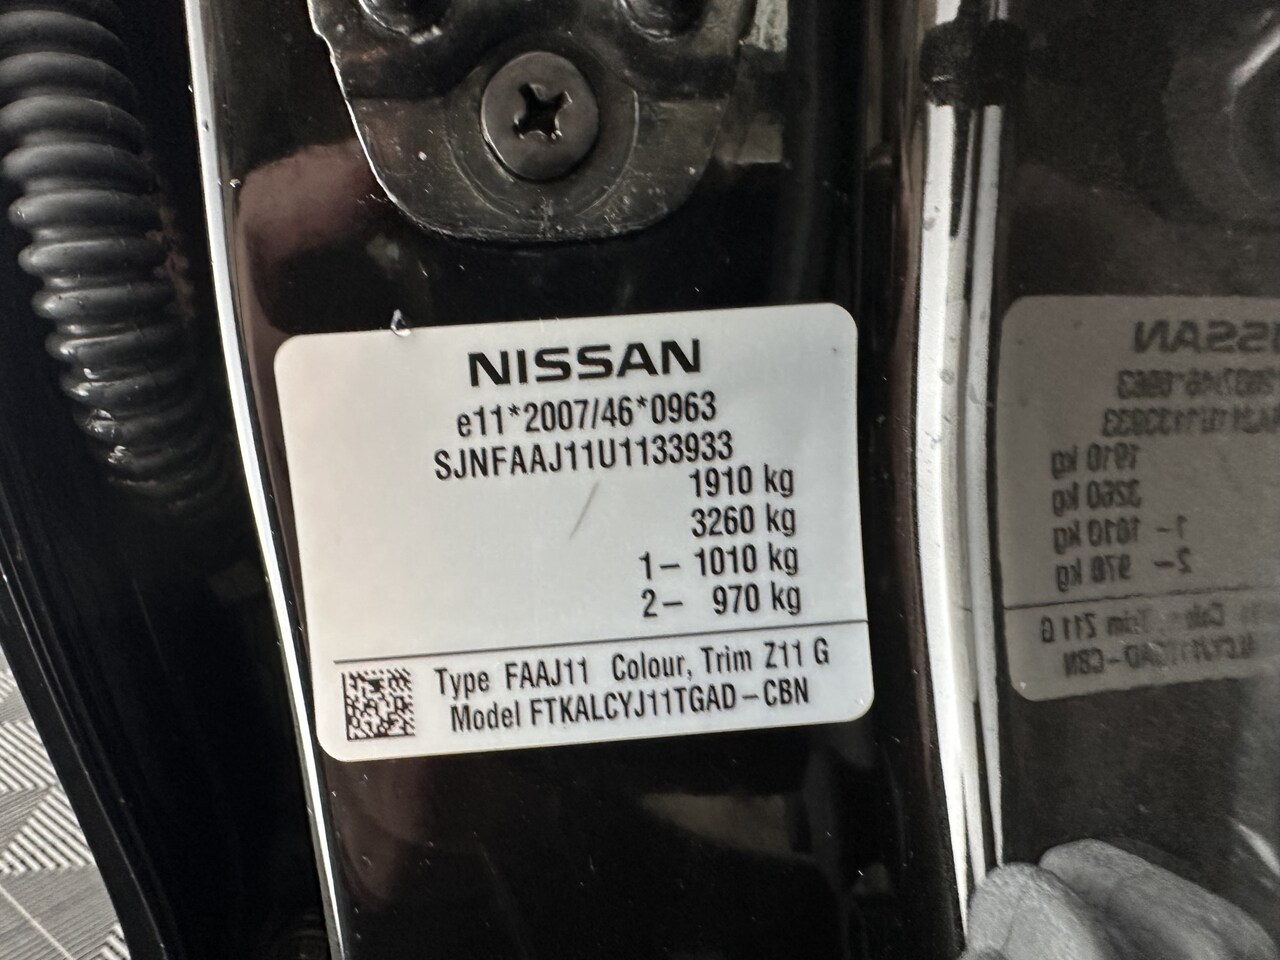 NISSAN
e11*2007/46*0963
SJNFAAJ11U1133933
1910 kg
3260 kg
1- 1010 kg
2- 970 kg
Type FAAJ11 Colour, Trim Z11 G
Model FTKALCYJ11TGAD-CBN